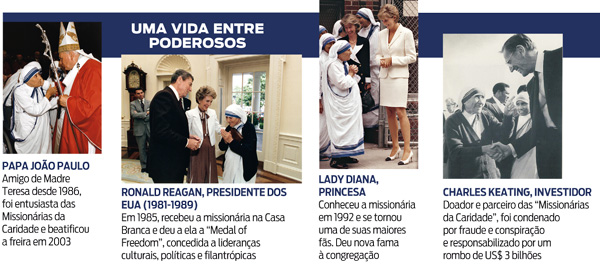 UMA VIDA ENTRE
PODEROSOS
PAPA JOÃO PAULO
Amigo de Madre
Teresa desde 1986,
foi entusiasta das
Missionárias da
Caridade e beatificou
a freira em 2003
RONALD REAGAN, PRESIDENTE DOS
EUA (1981-1989)
Em 1985, recebeu a missionária na Casa
Branca e deu a ela a “Medal of
Freedom”, concedida a lideranças
culturais, políticas e filantrópicas
LADY DIANA,
PRINCESA
Conheceu a missionária
em 1992 e se tornou
uma de suas maiores
fãs. Deu nova fama
à congregação
CHARLES KEATING, INVESTIDOR
Doador e parceiro das “Missionárias
da Caridade”, foi condenado
por fraude e conspiração
e responsabilizado por um
rombo de US$ 3 bilhões